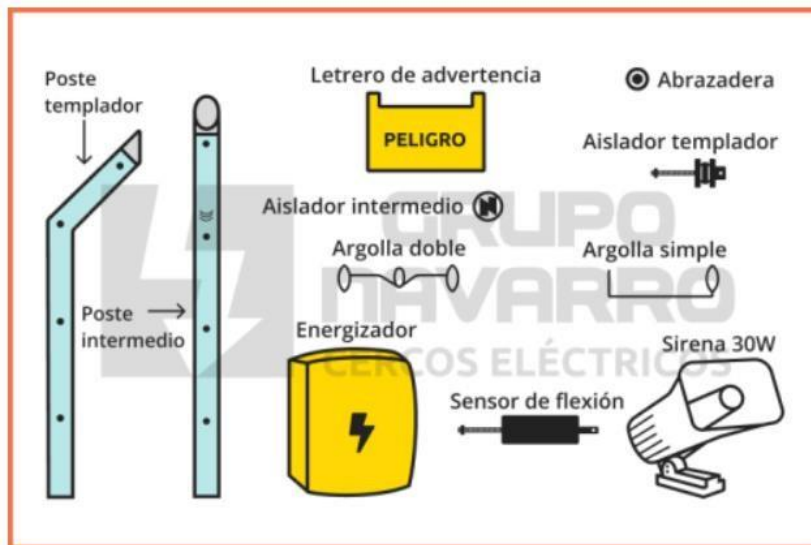 Poste
templador
Letrero de advertencia
Abrazadera
PELIGRO
Aislador templador
Aislador intermedio
GRUPO
Argolla doble
Argolla simple
NAVARRO
Poste
intermedio
Energizador
CERCOS ELÉCTRICOS
Sirena 30W
Sensor de flexión